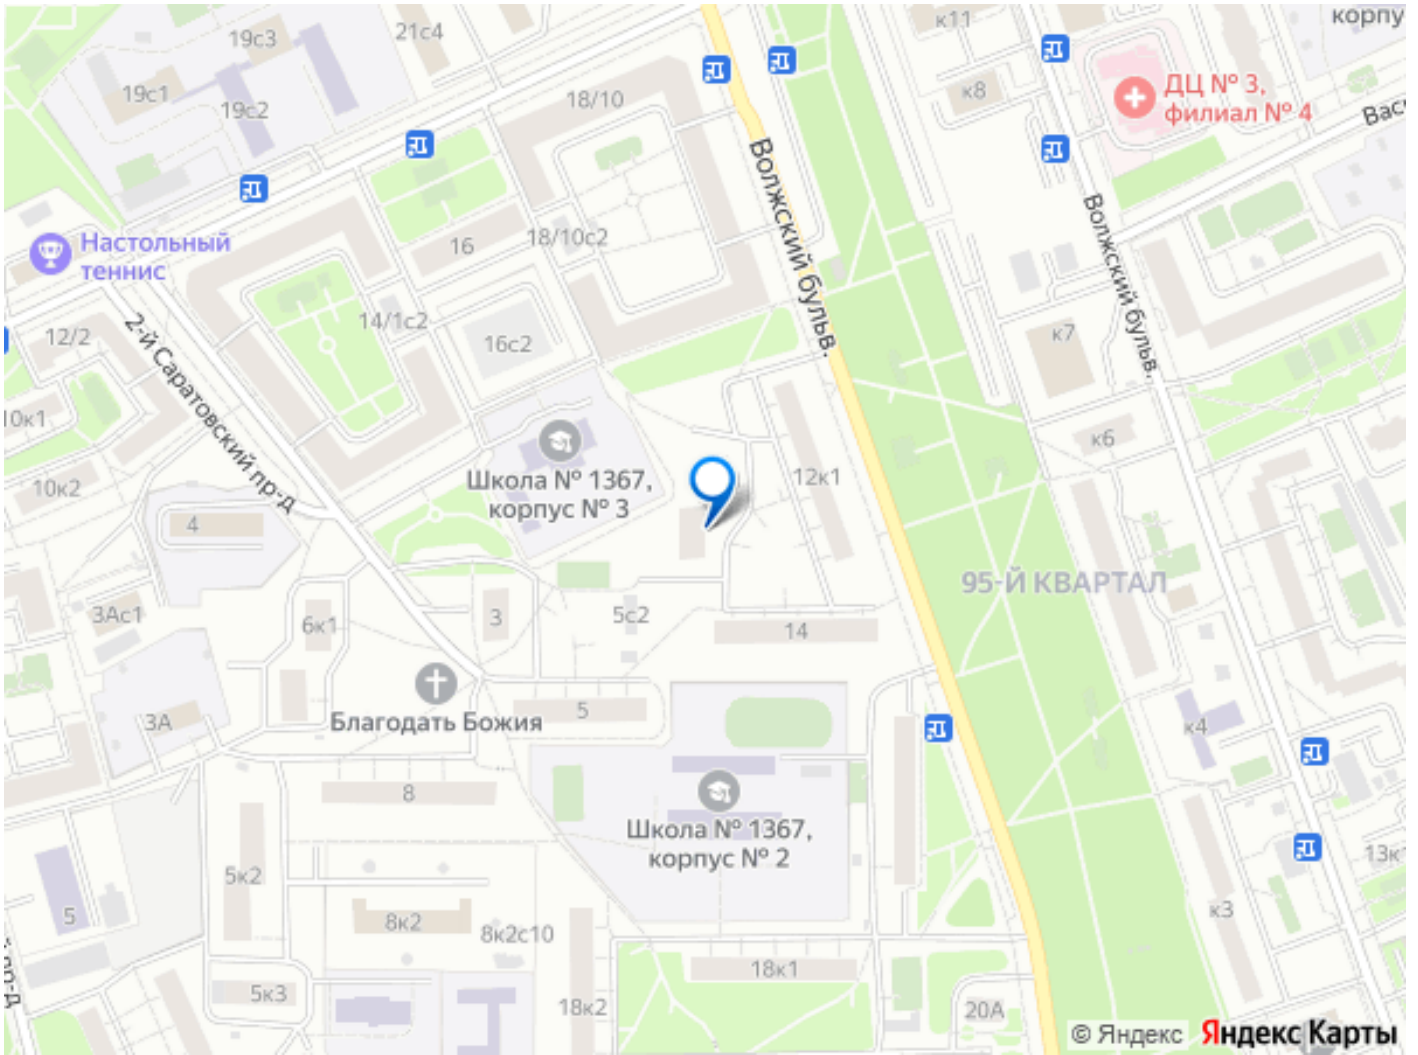 к11
корпу
19с3
21с4
19с1
19с2
18/10
к8
ДЦ № 3,
филиал № 4
Васи
Волжский бульв.
Волжский бульв.
Настольный
теннис
16
18/10с2
14/1с2
16с2
12/2
к7
2-й Саратовский пр-д
10к1
10к2
к6
Школа № 1367,
корпус № 3
12к1
4
95-Й КВАРТАЛ
3Ас1
6к1
3
5с2
14
Благодать Божия
3А
5
к4
8
Школа № 1367,
корпус № 2
13к1
5к2
8к2
8к2с10
к3
5
й пр-д
5к3
18к1
18к2
20А
© Яндекс Яндекс Карты